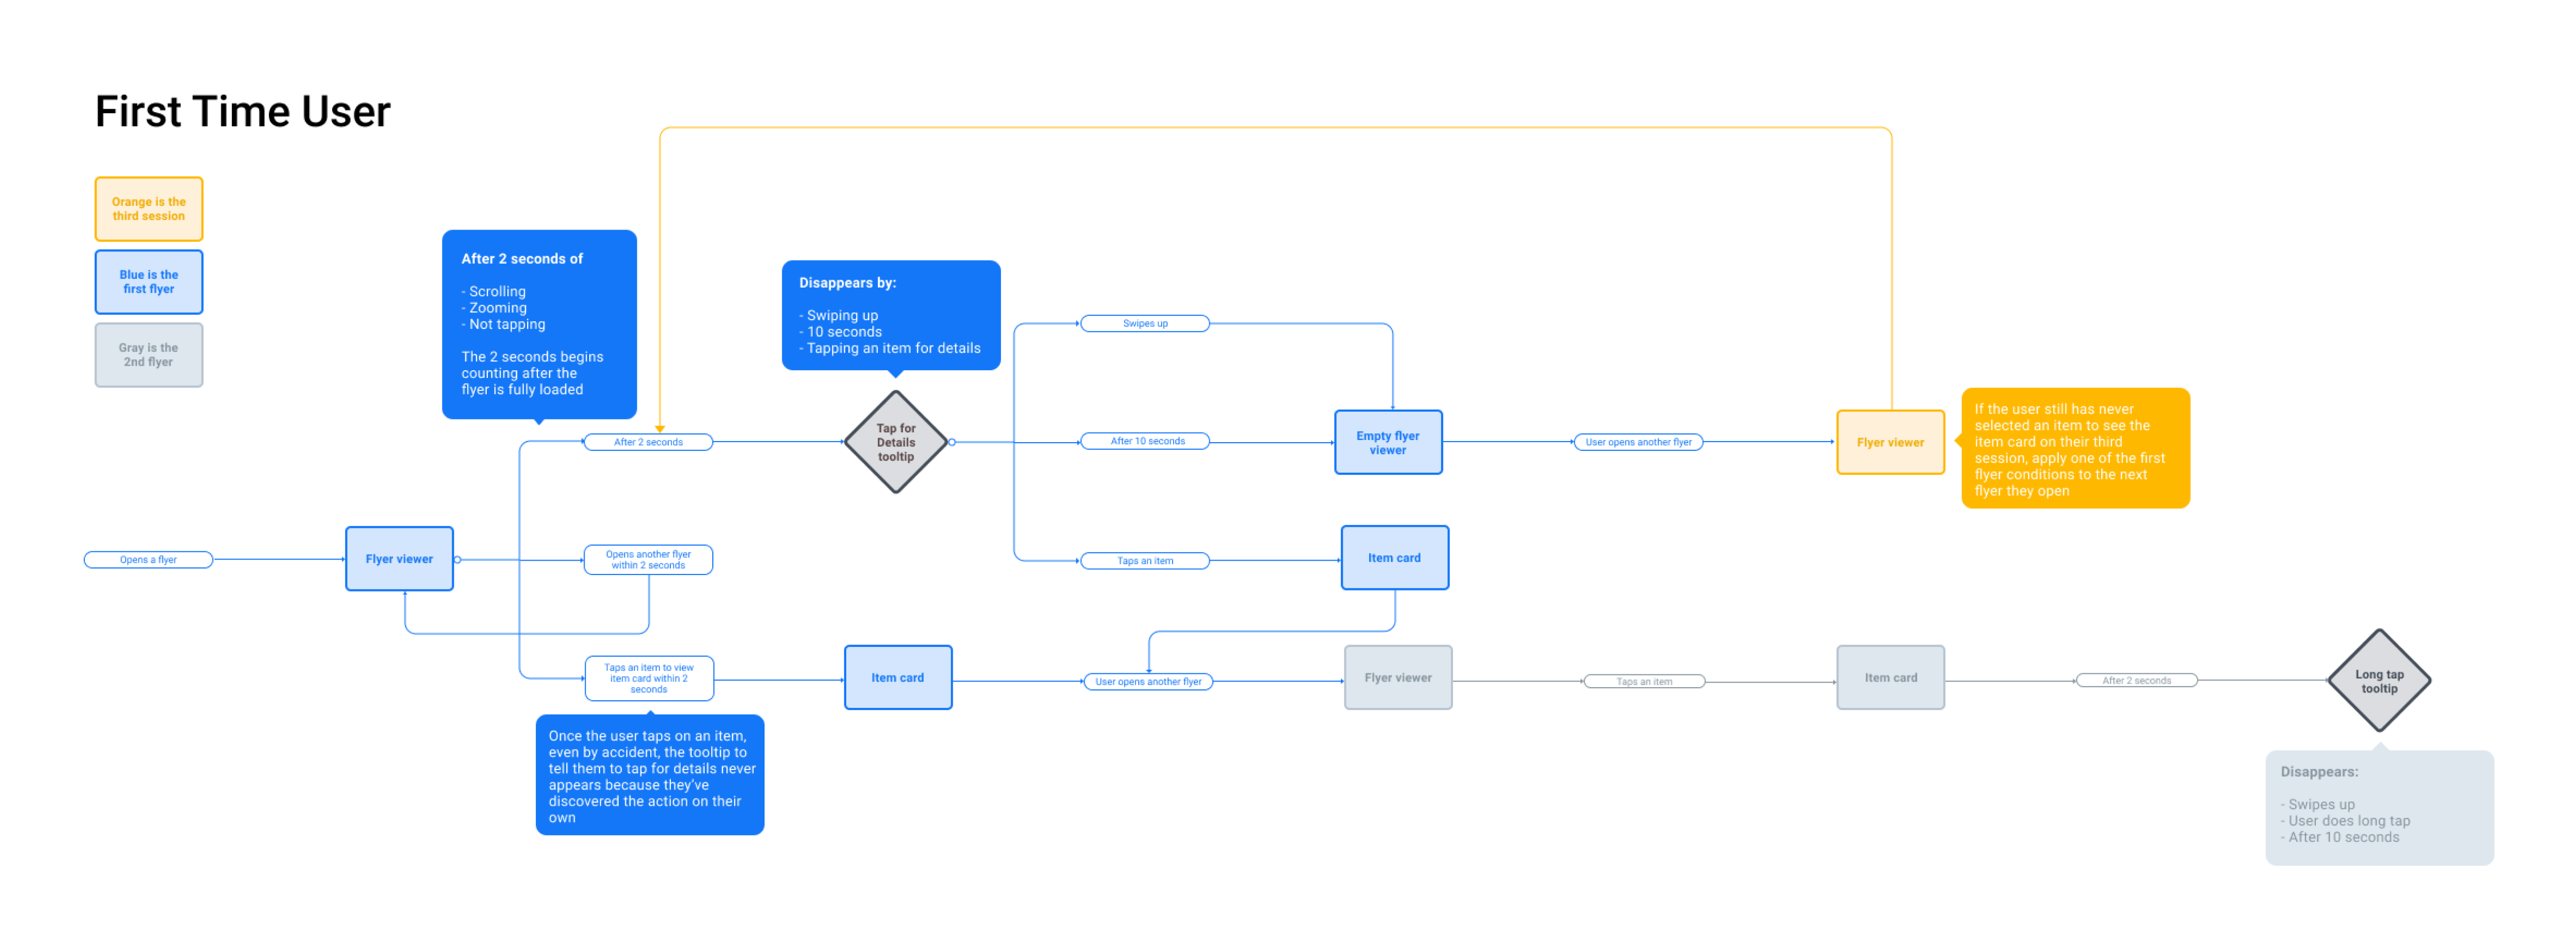 First Time User
Orange is the
third session
Blue is the
first flyer
Gray is the
2nd flyer
After 2 seconds of
- Scrolling
- Zooming
- Not tapping
The 2 seconds begins
counting after the
flyer is fully loaded
Disappears by:
- Swiping up
- 10 seconds
- Tapping an item for details
Swipes up
After 2 seconds
Tap for
Details
tooltip
After 10 seconds
Empty flyer
viewer
User opens another flyer
Flyer viewer
If the user still has never
selected an item to see the
item card on their third
session, apply one of the first
flyer conditions to the next
flyer they open
Opens a flyer
Flyer viewer
Opens another flyer
within 2 seconds
Taps an item
Item card
Taps an item to view
item card within 2
seconds
Item card
User opens another flyer
Flyer viewer
Taps an item
Item card
After 2 seconds
Long tap
tooltip
Once the user taps on an item,
even by accident, the tooltip to
tell them to tap for details never
appears because they've
discovered the action on their
own
Disappears:
- Swipes up
- User does long tap
- After 10 seconds